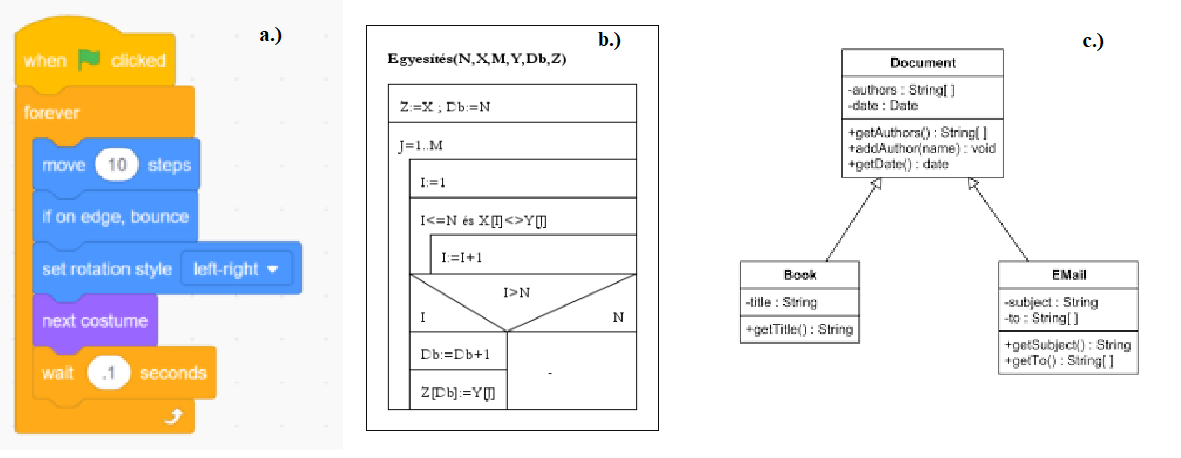 a.)
when clicked
forever
move 10 steps
if on edge, bounce
set rotation style left-right
next costume
wait .1 seconds
b.)
Egyesítés(N,X,M,Y,Db,Z)
Z:=X ; Db:=N
J=1..M
I:=1
I<=N és X[I]<>Y[J]
I:=I+1
I>N
I N
Db:=Db+1
-
Z[Db]:=Y[J]
c.)
Document
-authors : String[ ]
-date : Date
+getAuthors() : String[ ]
+addAuthor(name) : void
+getDate() : date
Book
-title : String
+getTitle() : String
EMail
-subject : String
-to : String[ ]
+getSubject() : String
+getTo() : String[ ]